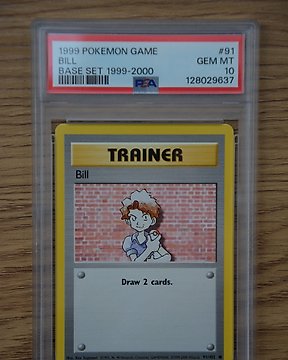 1999 POKEMON GAME #91
BILL GEM MT
BASE SET 1999-2000 10
PSA 128029637
TRAINER
Bill
Draw 2 cards.